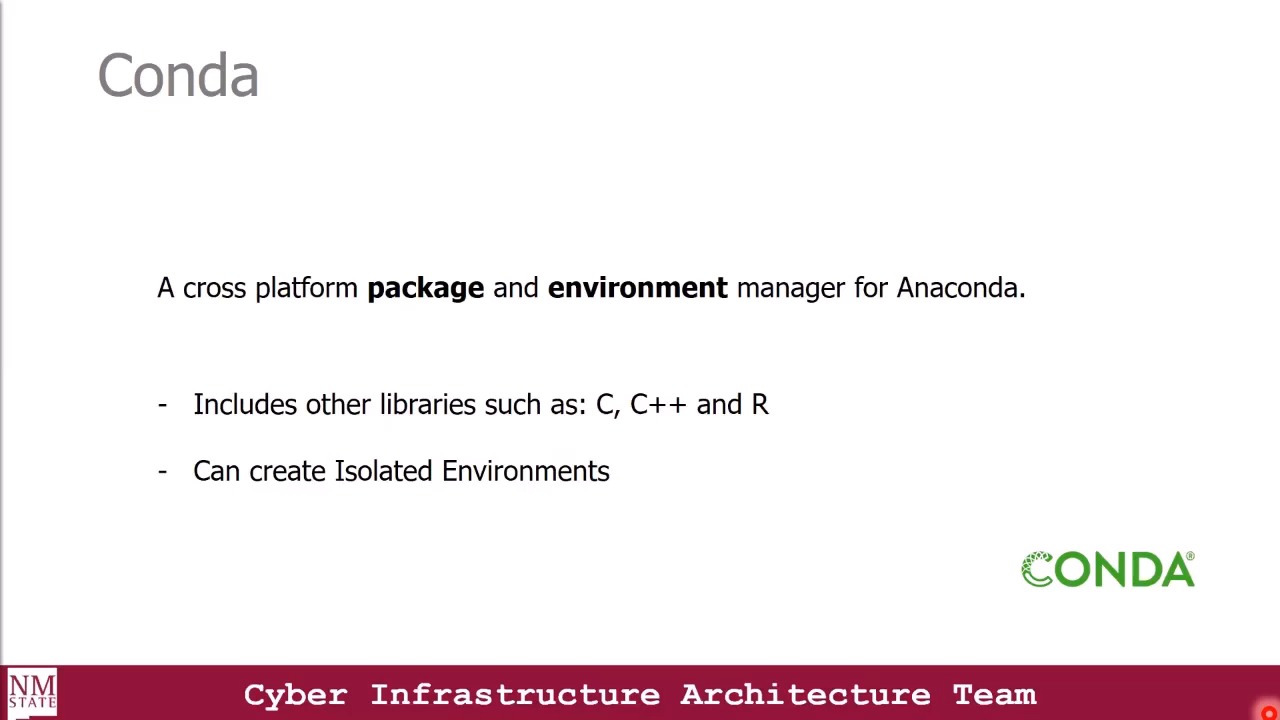 Conda
A cross platform package and environment manager for Anaconda.
- Includes other libraries such as: C, C++ and R
- Can create Isolated Environments
CONDA®
NM
STATE
Cyber Infrastructure Architecture Team